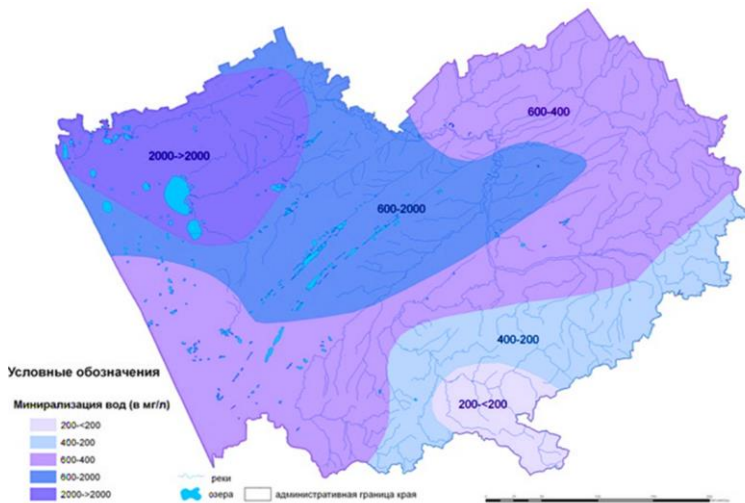 600-400
2000->2000
600-2000
400-200
200-<200
Условные обозначения
Минирализация вод (в мг/л)
200-<200
400-200
600-400
600-2000
2000->2000
реки
озера
административная граница края